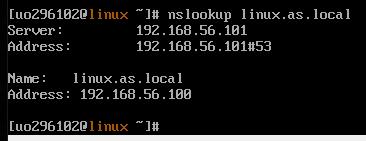 [uo296102@linux ~]# nslookup linux.as.local
Server:         192.168.56.101
Address:        192.168.56.101#53

Name:   linux.as.local
Address: 192.168.56.100

[uo296102@linux ~]#